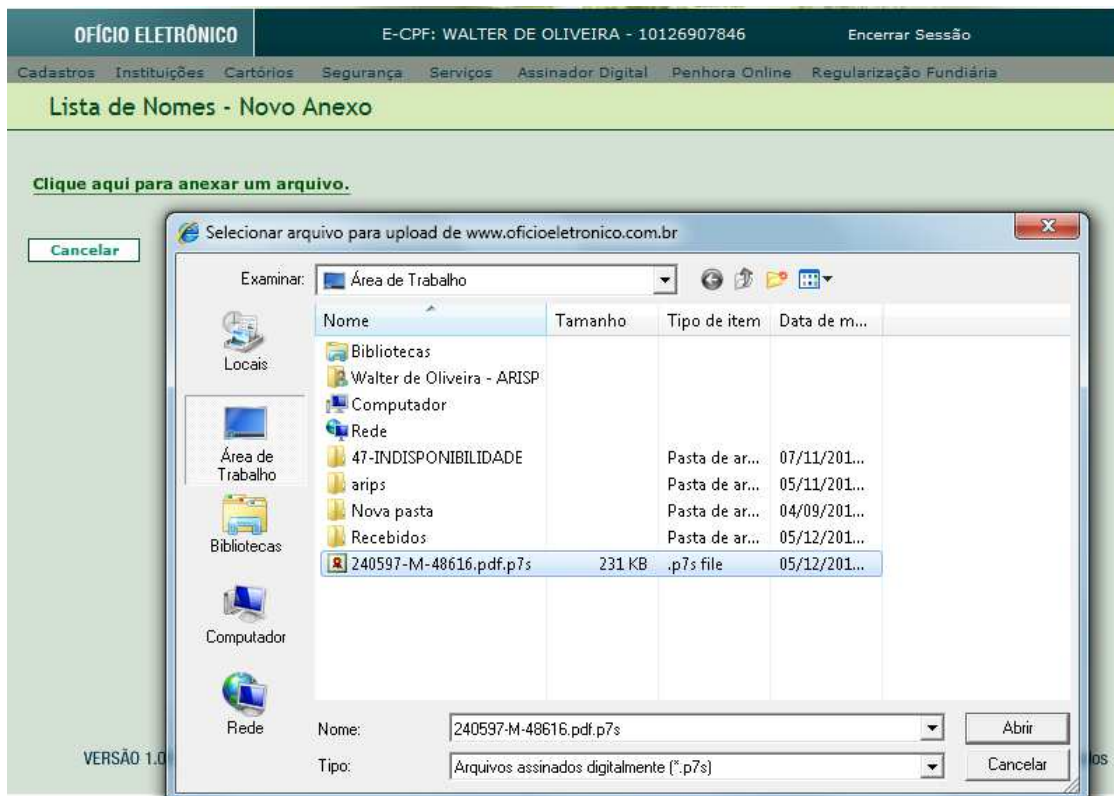 OFÍCIO ELETRÔNICO E-CPF: WALTER DE OLIVEIRA - 10126907846 Encerrar Sessão
Cadastros Instituições Cartórios Segurança Serviços Assinador Digital Penhora Online Regularização Fundiária
Lista de Nomes - Novo Anexo
Clique aqui para anexar um arquivo.
Cancelar
Selecionar arquivo para upload de www.oficioeletronico.com.br
Examinar: Área de Trabalho
Locais
Área de
Trabalho
Bibliotecas
Computador
Rede
Nome Tamanho Tipo de item Data de m...
Bibliotecas
Walter de Oliveira - ARISP
Computador
Rede
47-INDISPONIBILIDADE Pasta de ar... 07/11/201...
arips Pasta de ar... 05/11/201...
Nova pasta Pasta de ar... 04/09/201...
Recebidos Pasta de ar... 05/12/201...
240597-M-48616.pdf.p7s 231 KB .p7s file 05/12/201...
Nome: 240597-M-48616.pdf.p7s Abrir
Tipo: Arquivos assinados digitalmente (*.p7s) Cancelar
VERSÃO 1.0